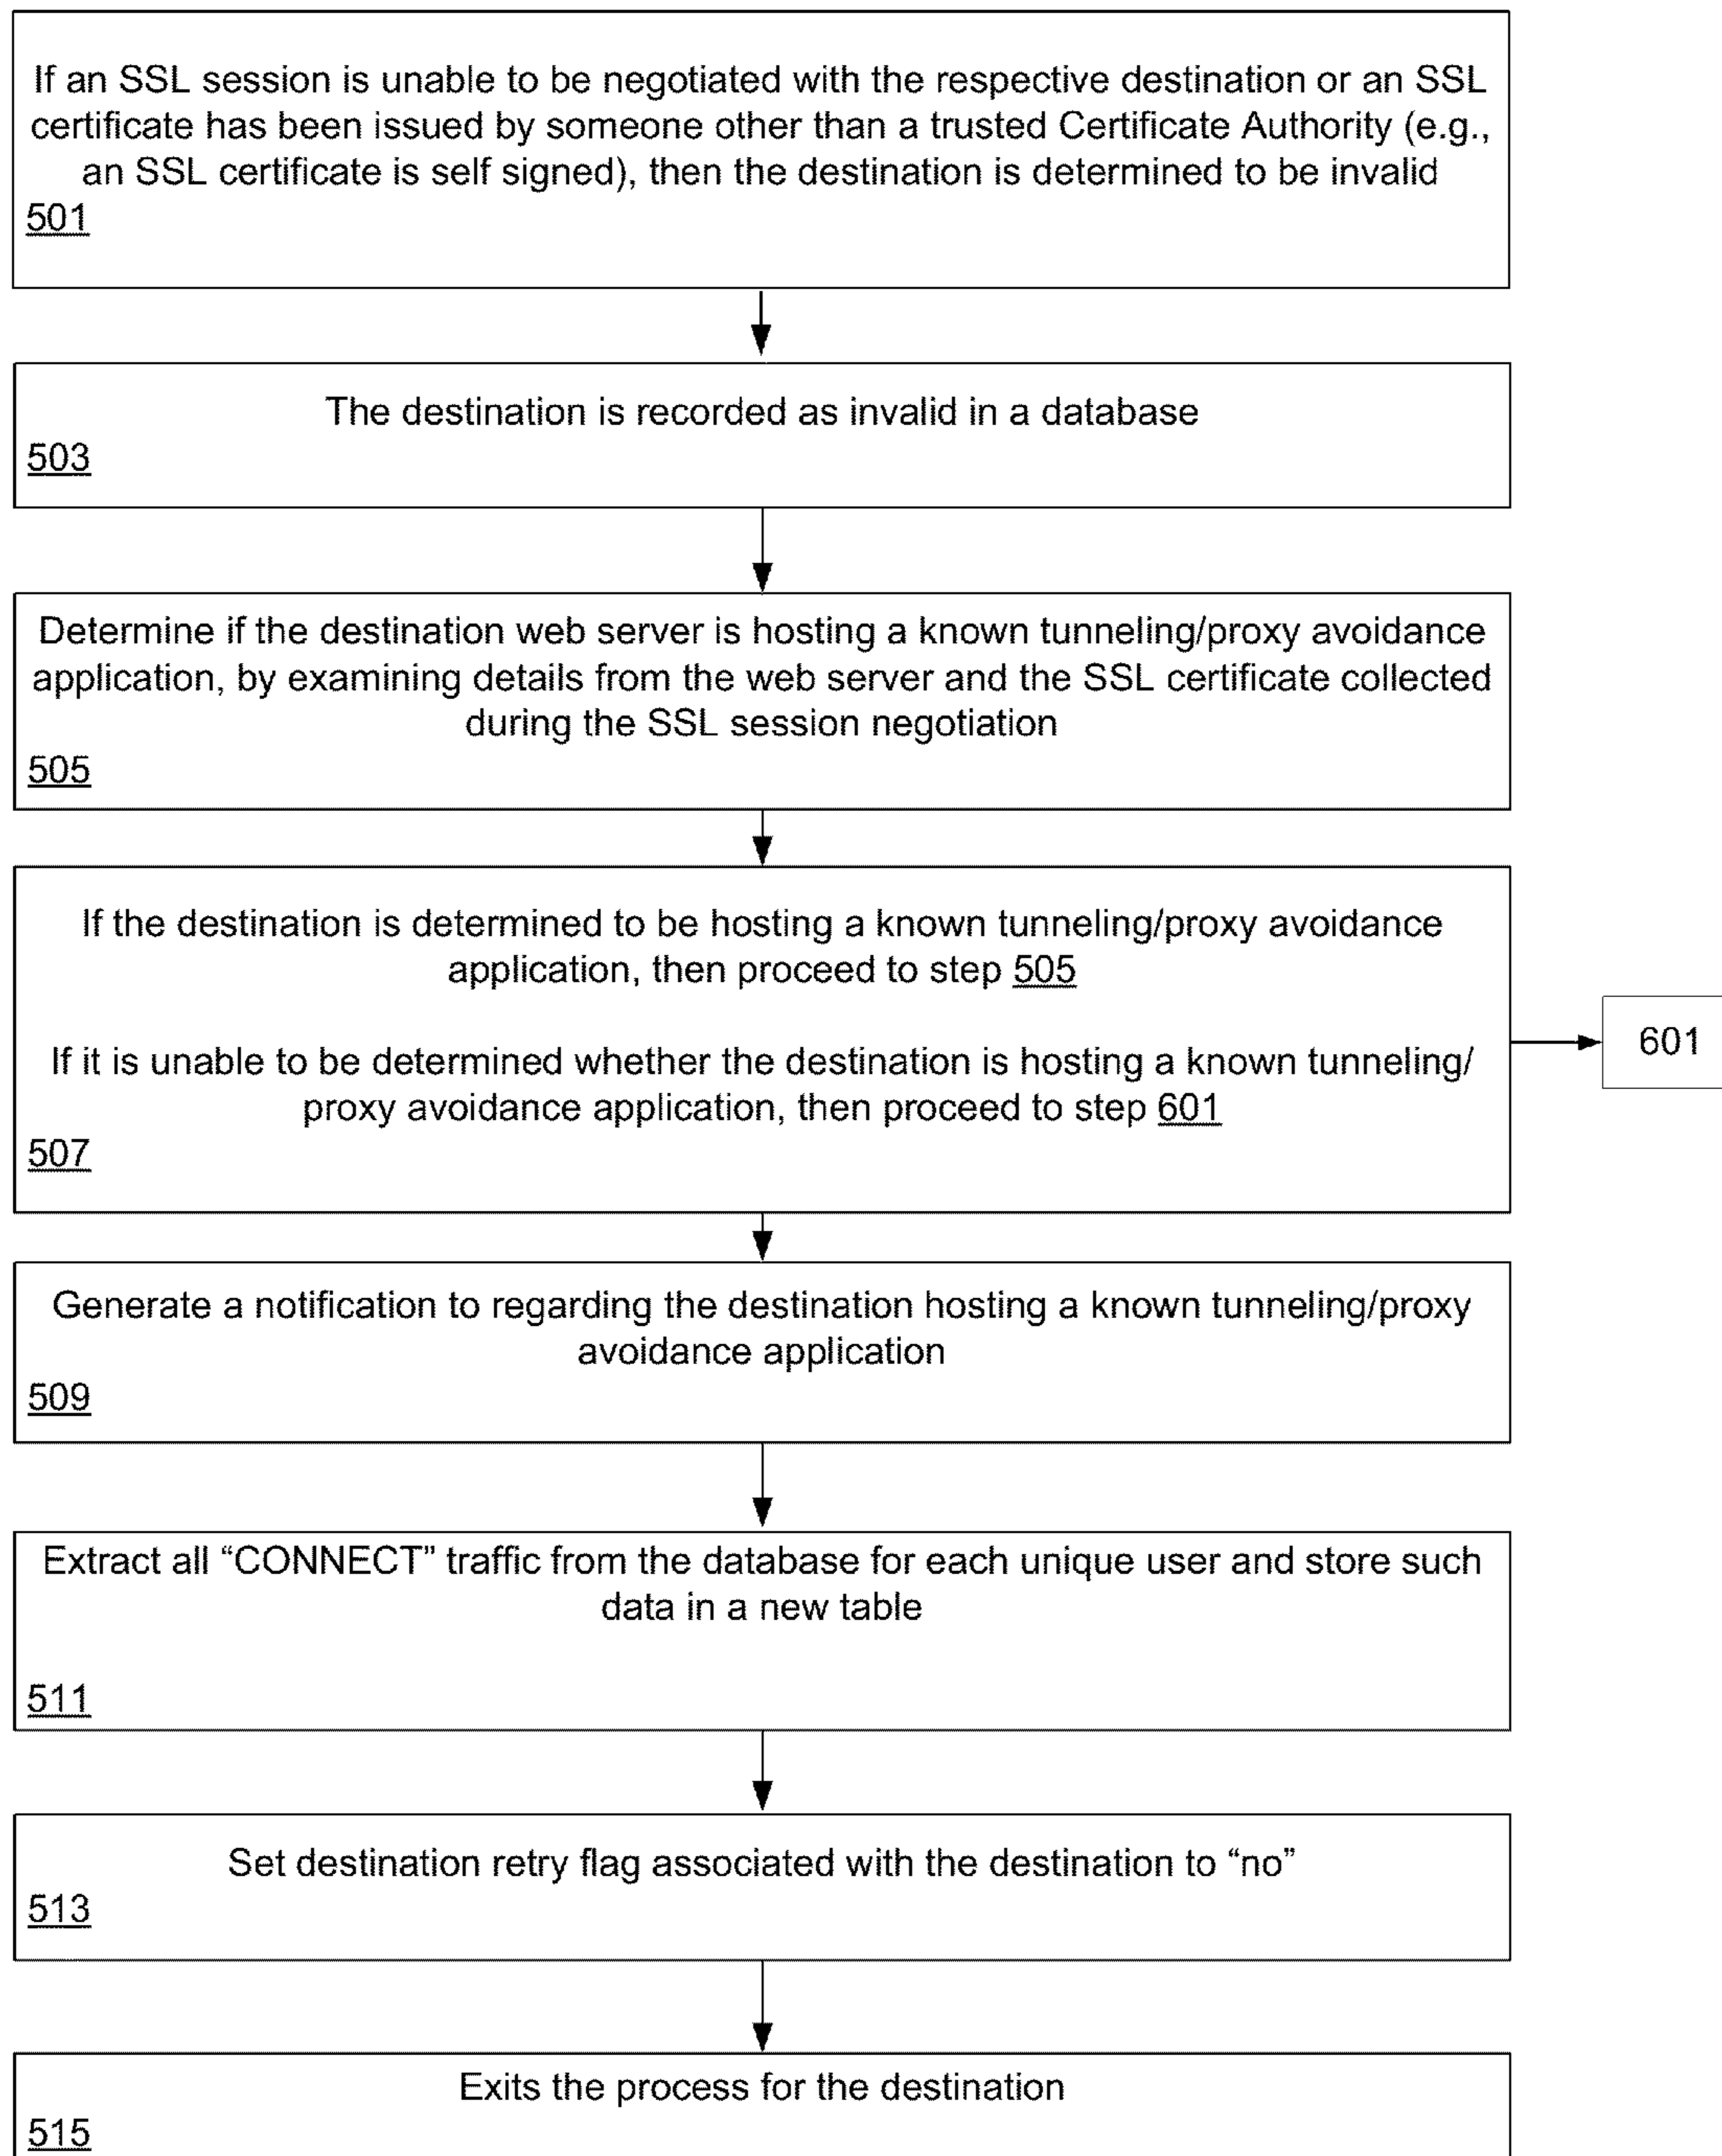 If an SSL session is unable to be negotiated with the respective destination or an SSL
certificate has been issued by someone other than a trusted Certificate Authority (e.g.,
an SSL certificate is self signed), then the destination is determined to be invalid
501
The destination is recorded as invalid in a database
503
Determine if the destination web server is hosting a known tunneling/proxy avoidance
application, by examining details from the web server and the SSL certificate collected
during the SSL session negotiation
505
If the destination is determined to be hosting a known tunneling/proxy avoidance
application, then proceed to step 505
If it is unable to be determined whether the destination is hosting a known tunneling/
proxy avoidance application, then proceed to step 601
507
601
Generate a notification to regarding the destination hosting a known tunneling/proxy
avoidance application
509
Extract all “CONNECT” traffic from the database for each unique user and store such
data in a new table
511
Set destination retry flag associated with the destination to “no”
513
Exits the process for the destination
515